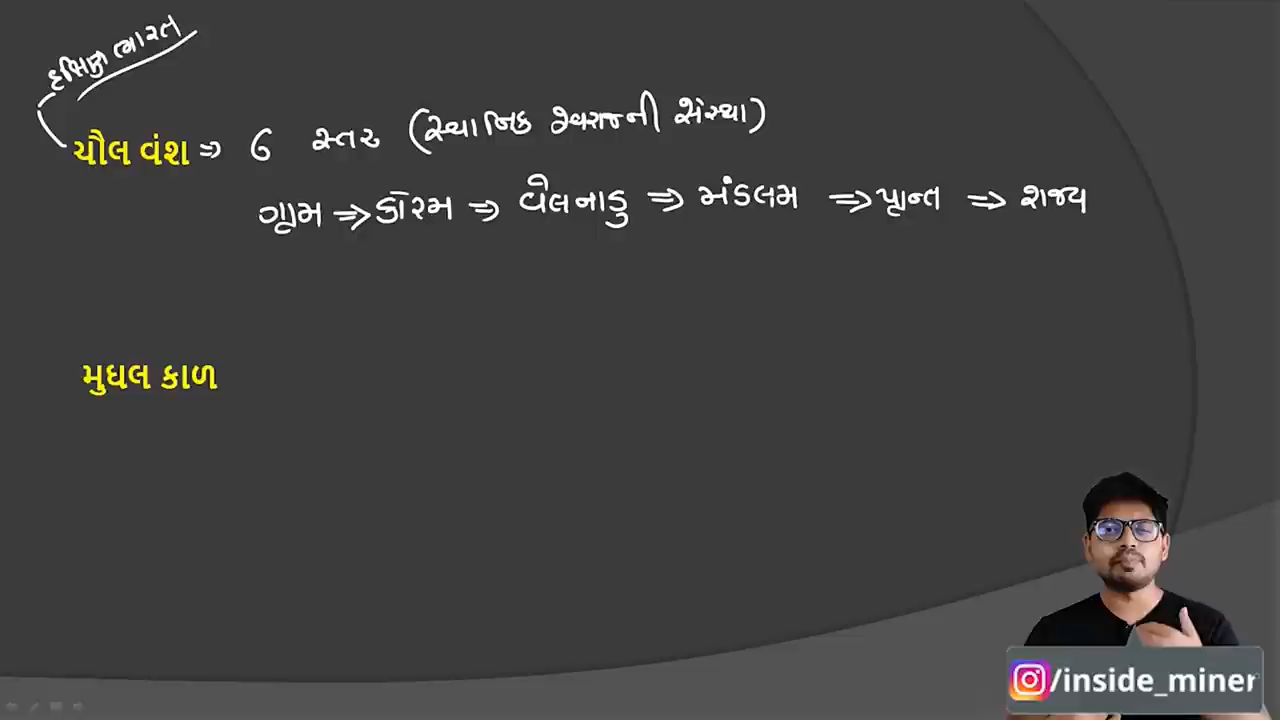 દક્ષિણ ભારત
ચૌલ વંશ => 6 સ્તર (સ્થાનિક સ્વરાજની સંસ્થા)
ગ્રામ => કોરમ => વેલનાડુ => મંડલમ => પ્રાન્ત => રાજ્ય
મુઘલ કાળ
/inside_miner